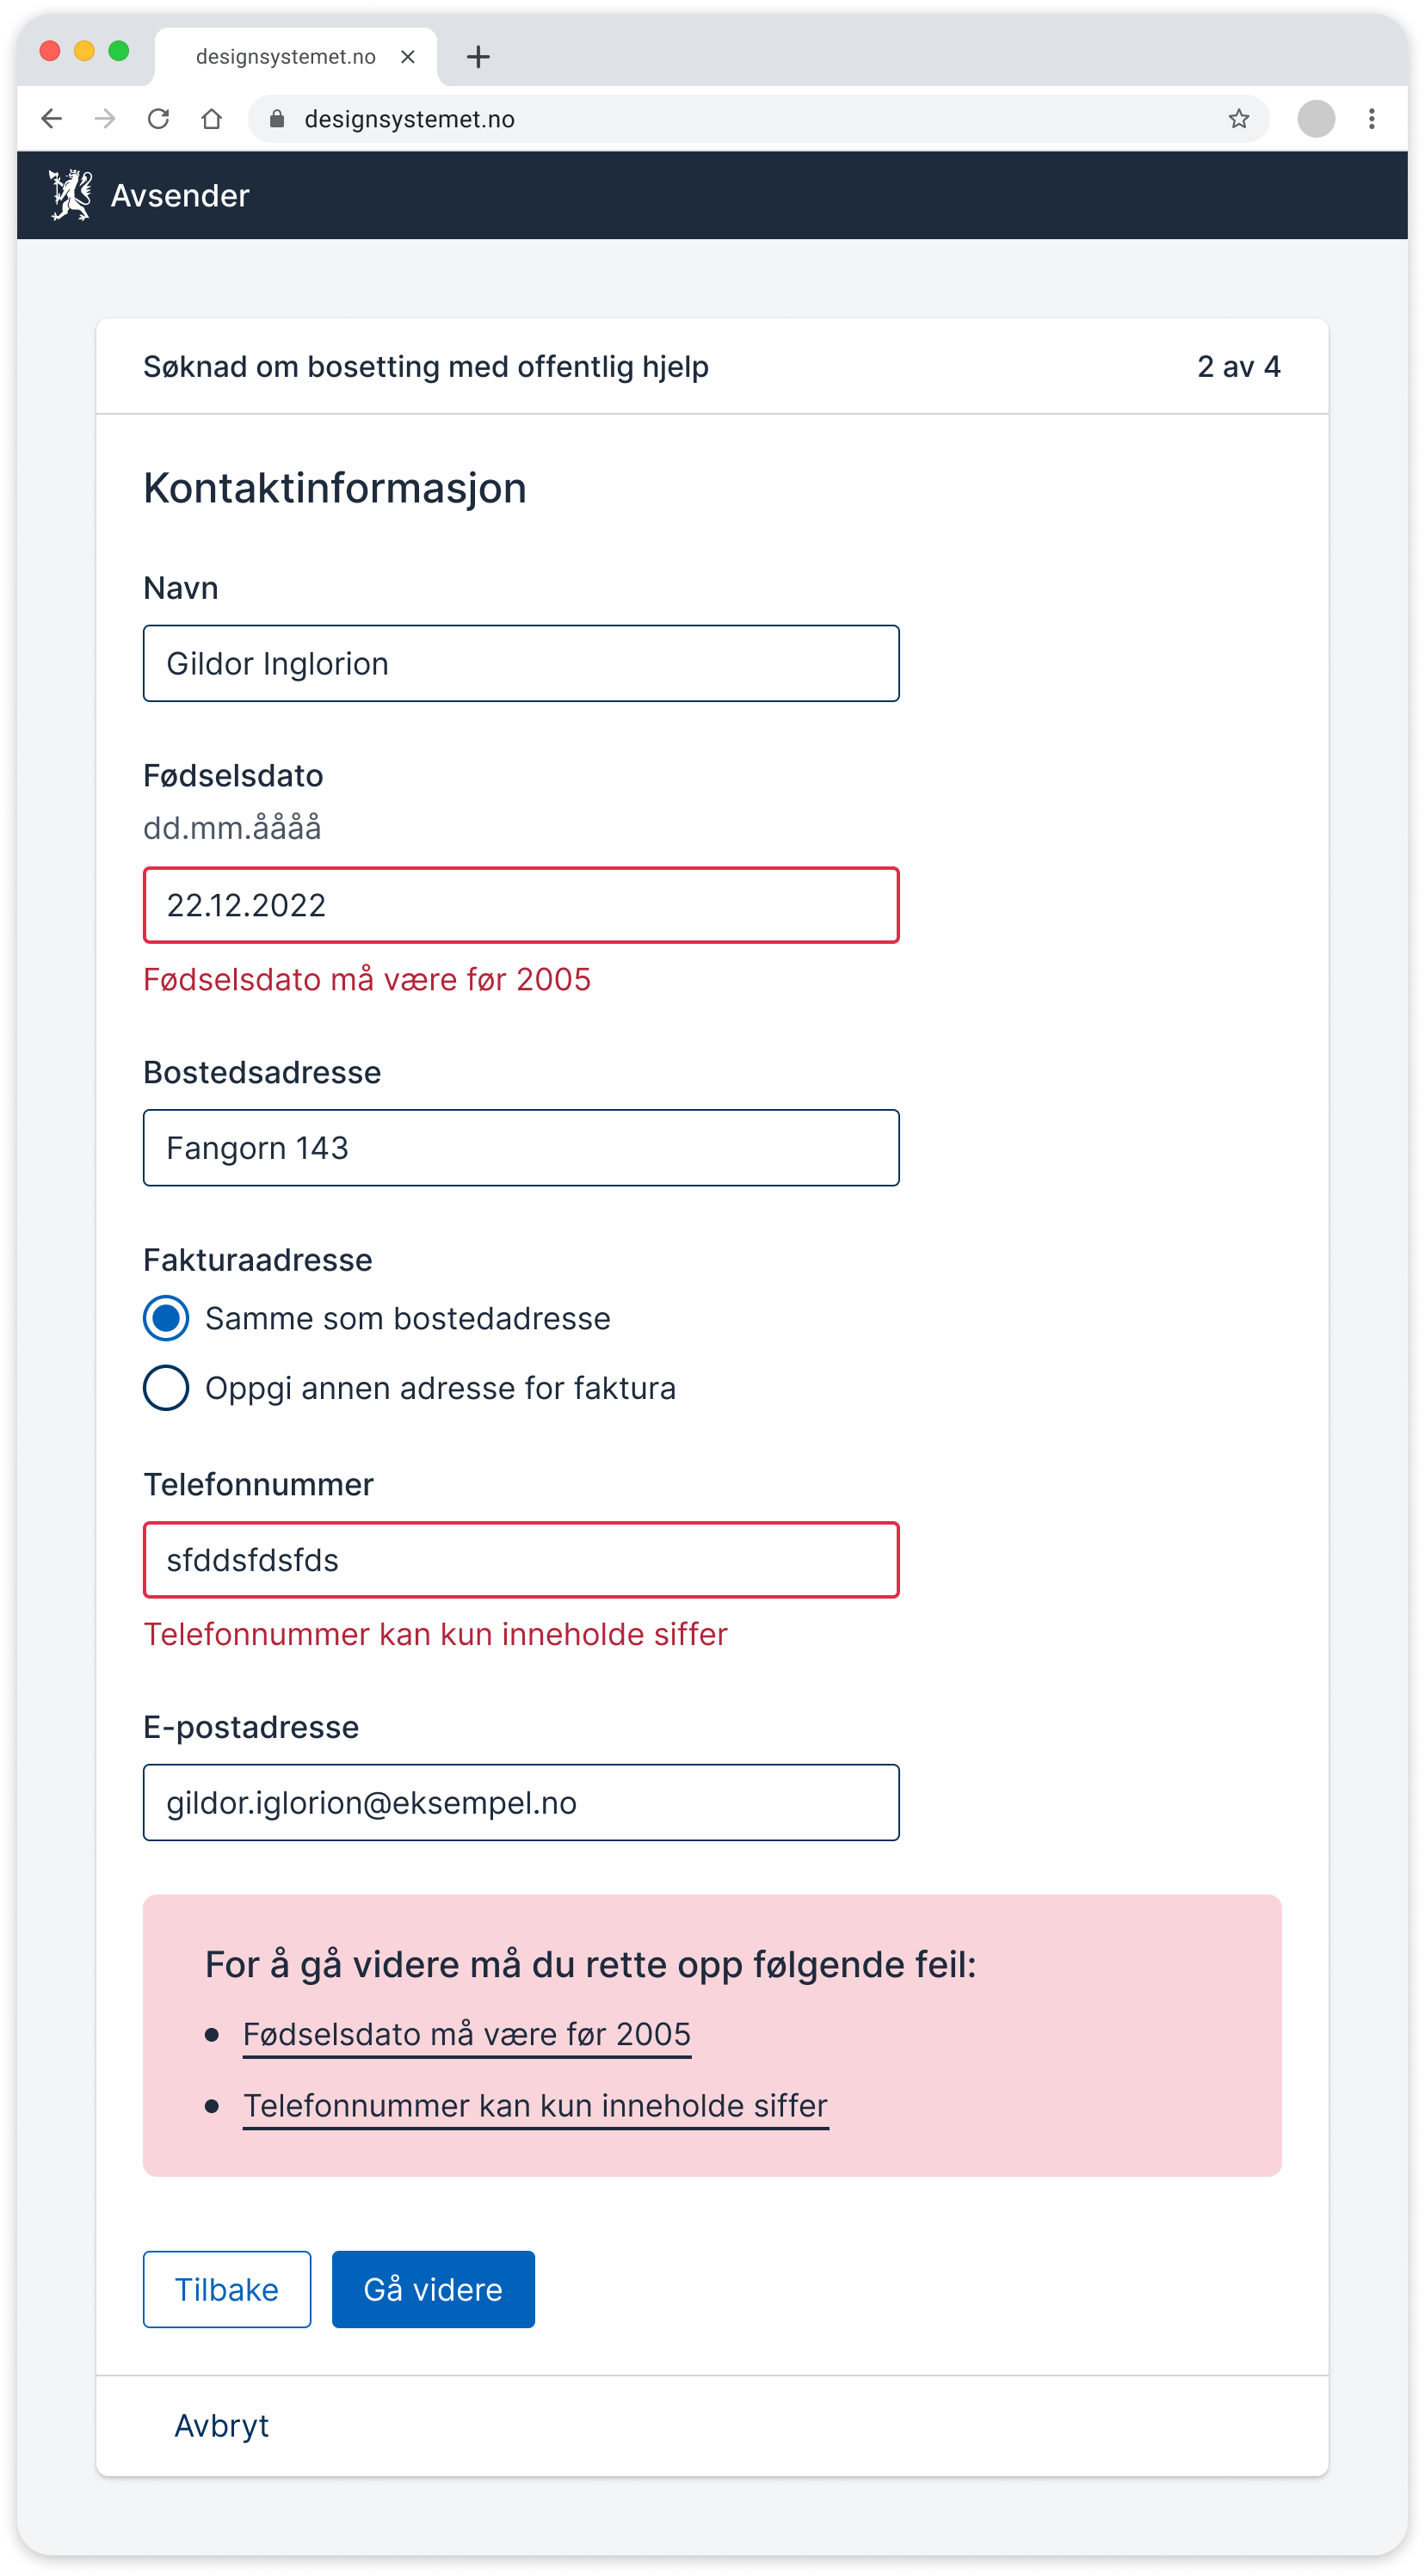 designsystemet.no
designsystemet.no
Avsender
Søknad om bosetting med offentlig hjelp 2 av 4
Kontaktinformasjon
Navn
Gildor Inglorion
Fødselsdato
dd.mm.åååå
22.12.2022
Fødselsdato må være før 2005
Bostedsadresse
Fangorn 143
Fakturaadresse
Samme som bostedadresse
Oppgi annen adresse for faktura
Telefonnummer
sfddsfdsfds
Telefonnummer kan kun inneholde siffer
E-postadresse
gildor.iglorion@eksempel.no
For å gå videre må du rette opp følgende feil:
• Fødselsdato må være før 2005
• Telefonnummer kan kun inneholde siffer
Tilbake Gå videre
Avbryt